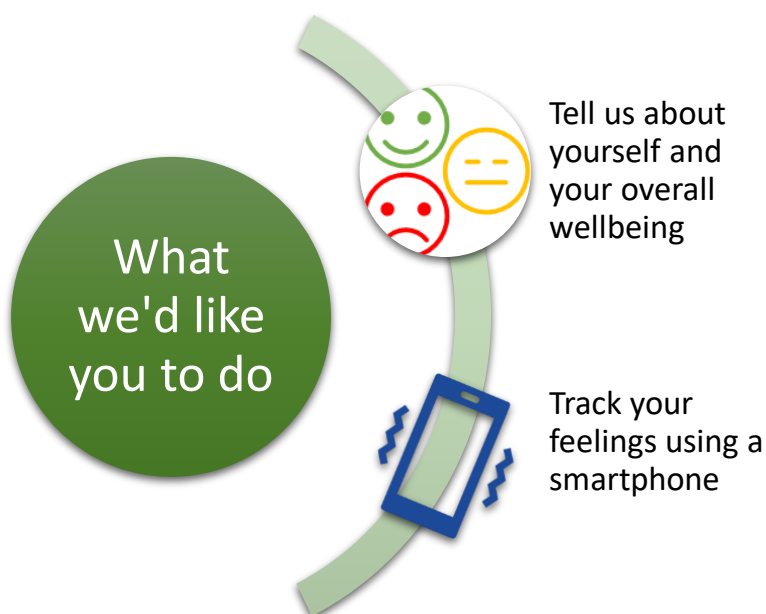 What
we'd like
you to do
Tell us about
yourself and
your overall
wellbeing
Track your
feelings using a
smartphone